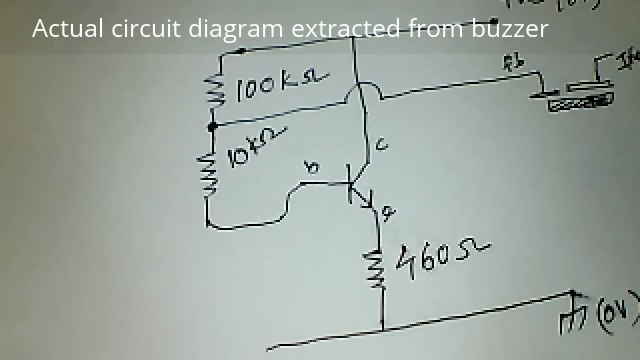 Actual circuit diagram extracted from buzzer
100KΩ
Fb
10KΩ
b
c
e
460Ω
(0V)